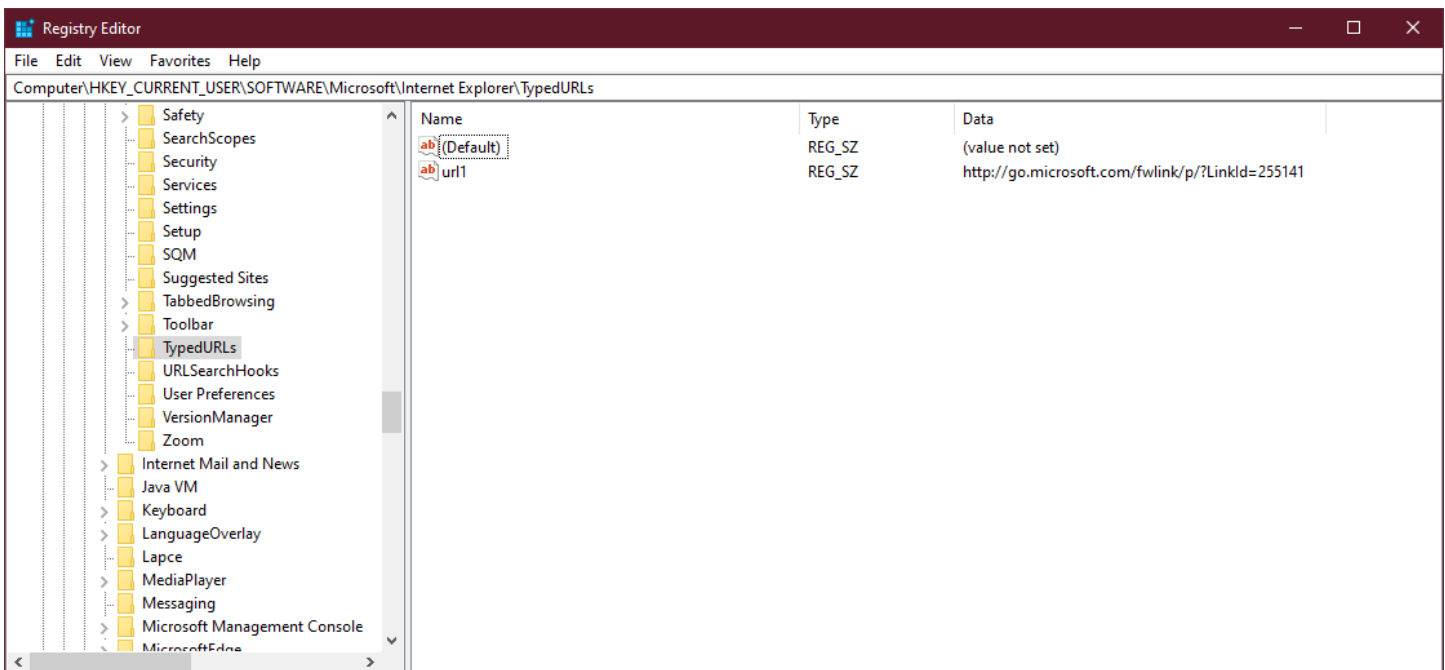 Registry Editor
File Edit View Favorites Help
Computer\HKEY_CURRENT_USER\SOFTWARE\Microsoft\Internet Explorer\TypedURLs
Safety
SearchScopes
Security
Services
Settings
Setup
SQM
Suggested Sites
TabbedBrowsing
Toolbar
TypedURLs
URLSearchHooks
User Preferences
VersionManager
Zoom
Internet Mail and News
Java VM
Keyboard
LanguageOverlay
Lapce
MediaPlayer
Messaging
Microsoft Management Console
MicrosoftEdge
Name Type Data
ab (Default) REG_SZ (value not set)
ab url1 REG_SZ http://go.microsoft.com/fwlink/p/?LinkId=255141